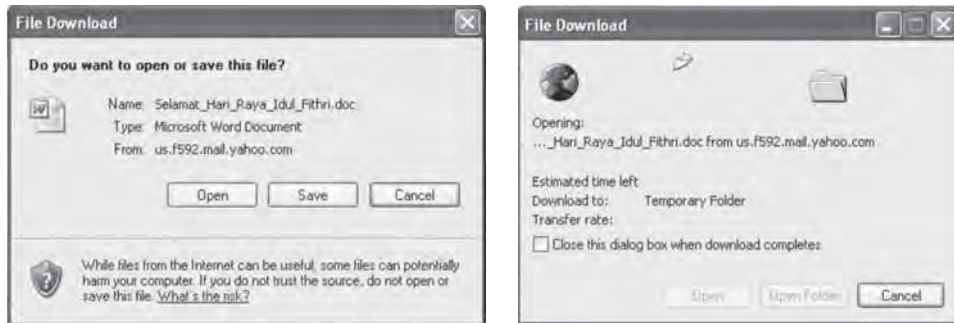 File Download
Do you want to open or save this file?
Name: Selamat_Hari_Raya_Idul_Fithri.doc
Type: Microsoft Word Document
From: us.f592.mail.yahoo.com
Open Save Cancel
While files from the Internet can be useful, some files can potentially
harm your computer. If you do not trust the source, do not open or
save this file. What's the risk?
File Download
Opening:
..._Hari_Raya_Idul_Fithri.doc from us.f592.mail.yahoo.com
Estimated time left
Download to: Temporary Folder
Transfer rate:
Close this dialog box when download completes
Open Open Folder Cancel